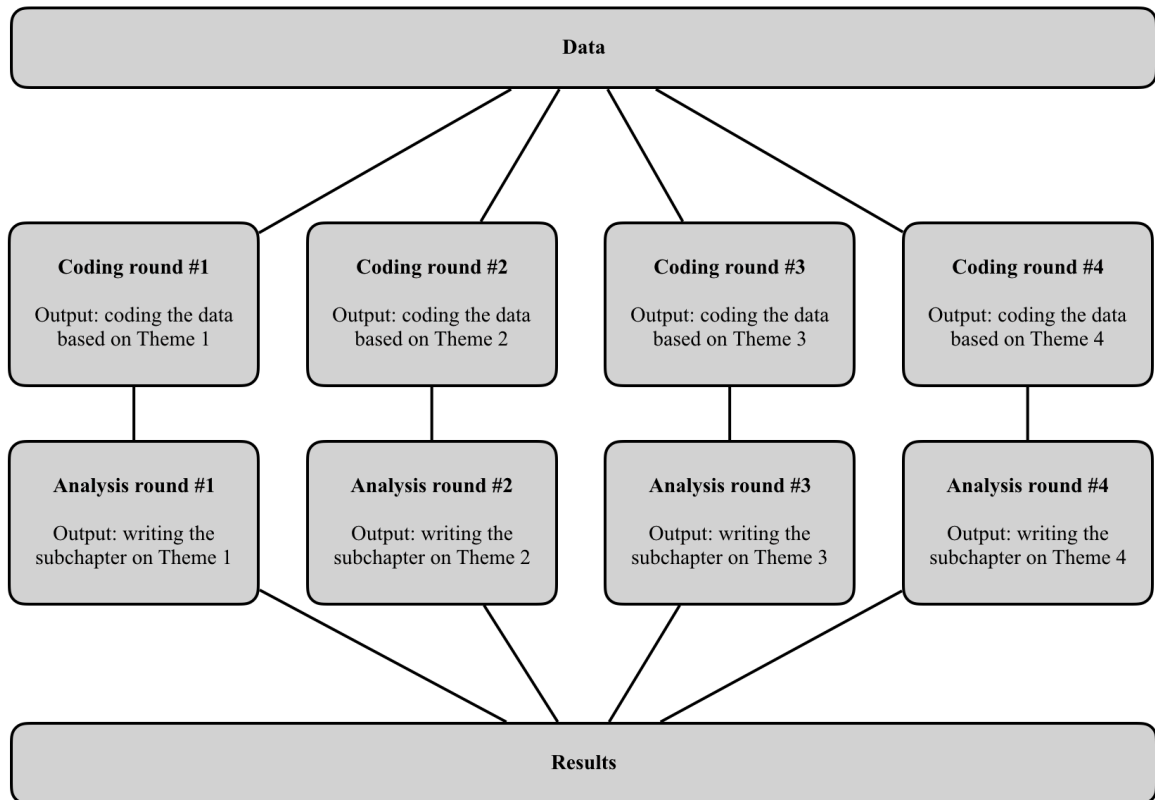 Data
Coding round #1
Output: coding the data
based on Theme 1
Coding round #2
Output: coding the data
based on Theme 2
Coding round #3
Output: coding the data
based on Theme 3
Coding round #4
Output: coding the data
based on Theme 4
Analysis round #1
Output: writing the
subchapter on Theme 1
Analysis round #2
Output: writing the
subchapter on Theme 2
Analysis round #3
Output: writing the
subchapter on Theme 3
Analysis round #4
Output: writing the
subchapter on Theme 4
Results